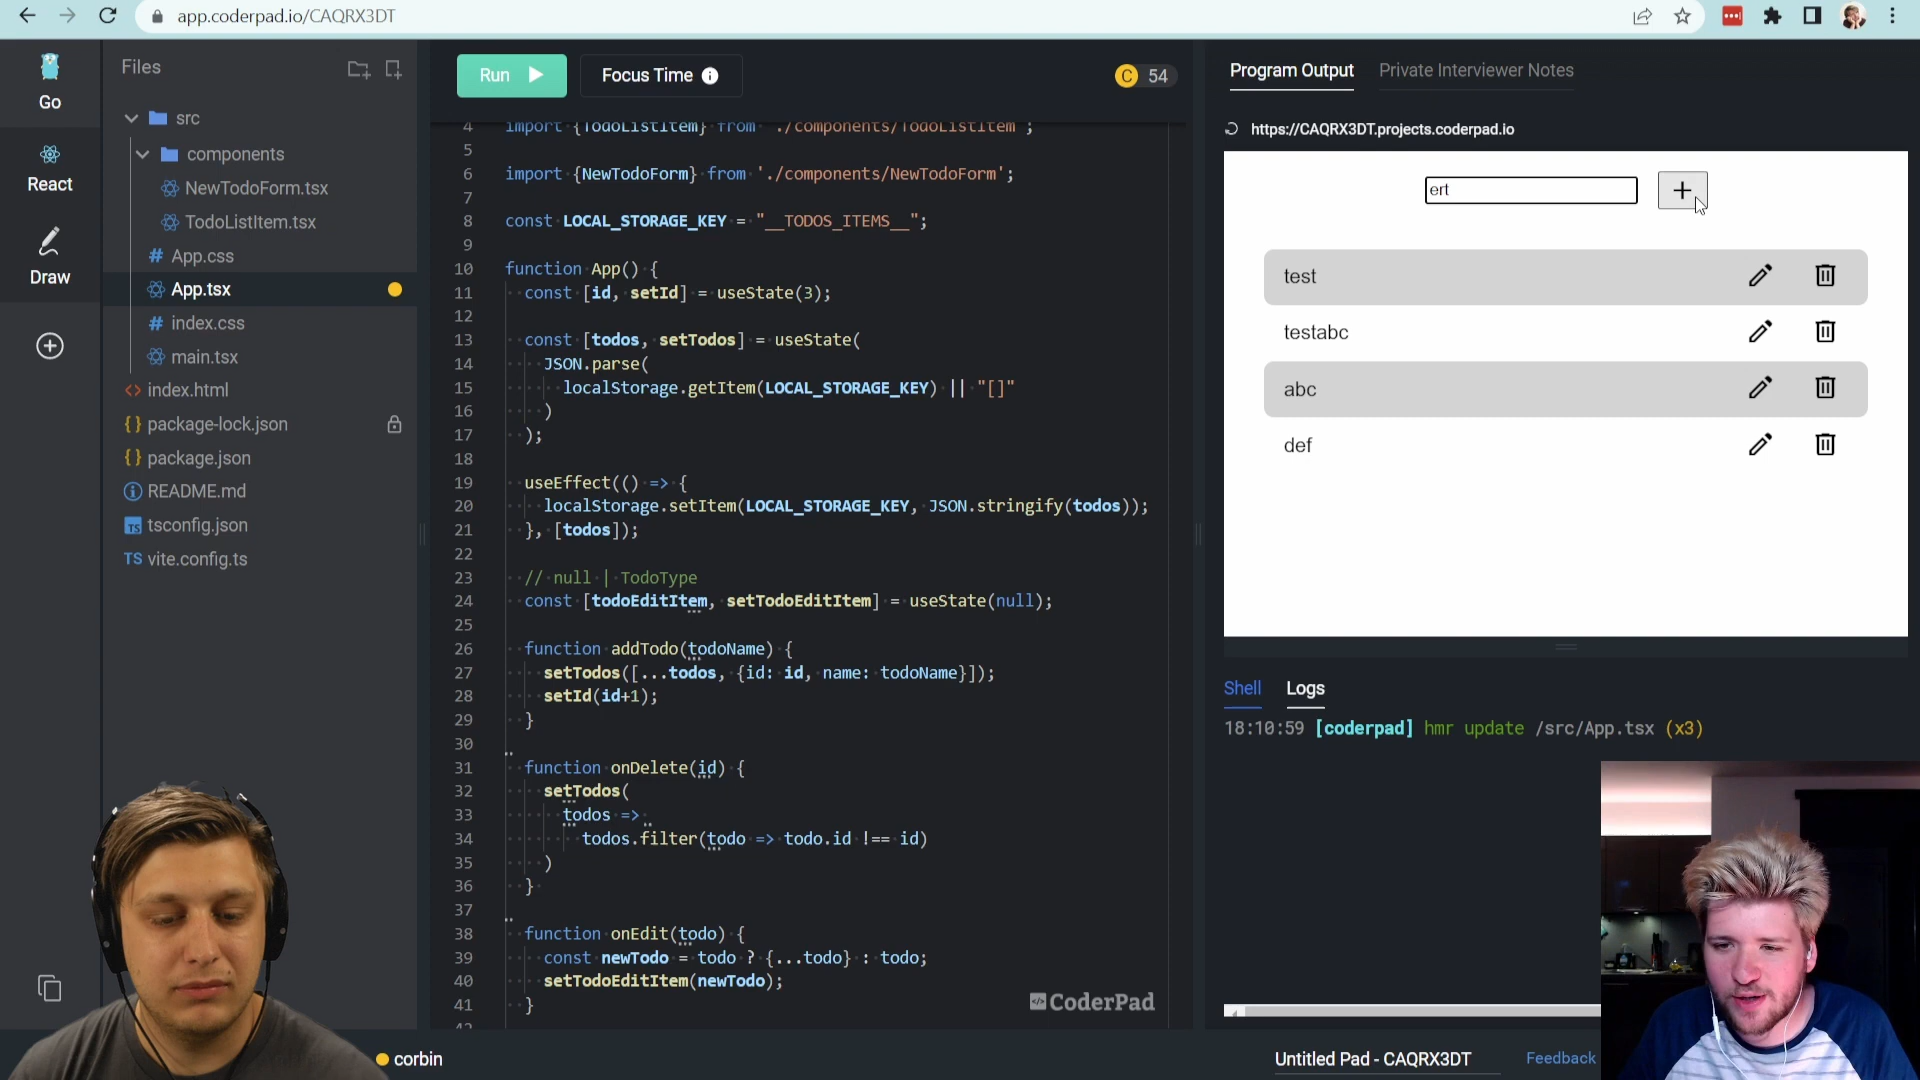 app.coderpad.io/CAQRX3DT
Go
React
Draw
Files
src
components
NewTodoForm.tsx
TodoListItem.tsx
# App.css
App.tsx
# index.css
main.tsx
<> index.html
{} package-lock.json
{} package.json
README.md
TS tsconfig.json
TS vite.config.ts
Run
Focus Time
C 54
4 import {TodoListItem} from './components/TodoListItem';
5
6 import {NewTodoForm} from './components/NewTodoForm';
7
8 const LOCAL_STORAGE_KEY = "__TODOS_ITEMS__";
9
10 function App() {
11 const [id, setId] = useState(3);
12
13 const [todos, setTodos] = useState(
14 JSON.parse(
15 localStorage.getItem(LOCAL_STORAGE_KEY) || "[]"
16 )
17 );
18
19 useEffect(() => {
20 localStorage.setItem(LOCAL_STORAGE_KEY, JSON.stringify(todos));
21 }, [todos]);
22
23 // null | TodoType
24 const [todoEditItem, setTodoEditItem] = useState(null);
25
26 function addTodo(todoName) {
27 setTodos([...todos, {id: id, name: todoName}]);
28 setId(id+1);
29 }
30
31 function onDelete(id) {
32 setTodos(
33 todos =>
34 todos.filter(todo => todo.id !== id)
35 )
36 }
37
38 function onEdit(todo) {
39 const newTodo = todo ? {...todo} : todo;
40 setTodoEditItem(newTodo);
41 }
42
CoderPad
Program Output
Private Interviewer Notes
https://CAQRX3DT.projects.coderpad.io
ert
+
test
testabc
abc
def
Shell
Logs
18:10:59 [coderpad] hmr update /src/App.tsx (x3)
corbin
Untitled Pad - CAQRX3DT
Feedback